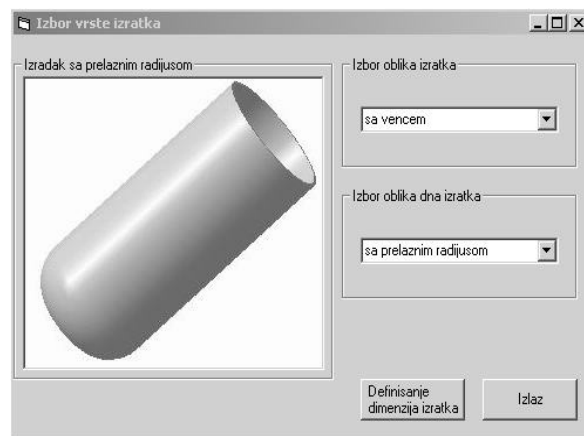 Izbor vrste izratka
Izradak sa prelaznim radijusom
Izbor oblika izratka
sa vencem
Izbor oblika dna izratka
sa prelaznim radijusom
Definisanje
dimenzija izratka
Izlaz